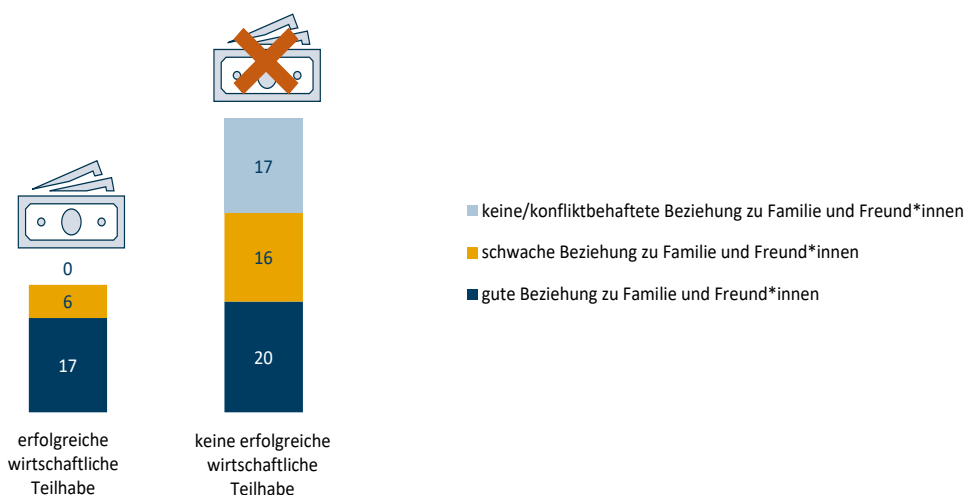 17
16
20
0
6
17
keine/konfliktbehaftete Beziehung zu Familie und Freund*innen
schwache Beziehung zu Familie und Freund*innen
gute Beziehung zu Familie und Freund*innen
erfolgreiche
wirtschaftliche
Teilhabe
keine erfolgreiche
wirtschaftliche
Teilhabe